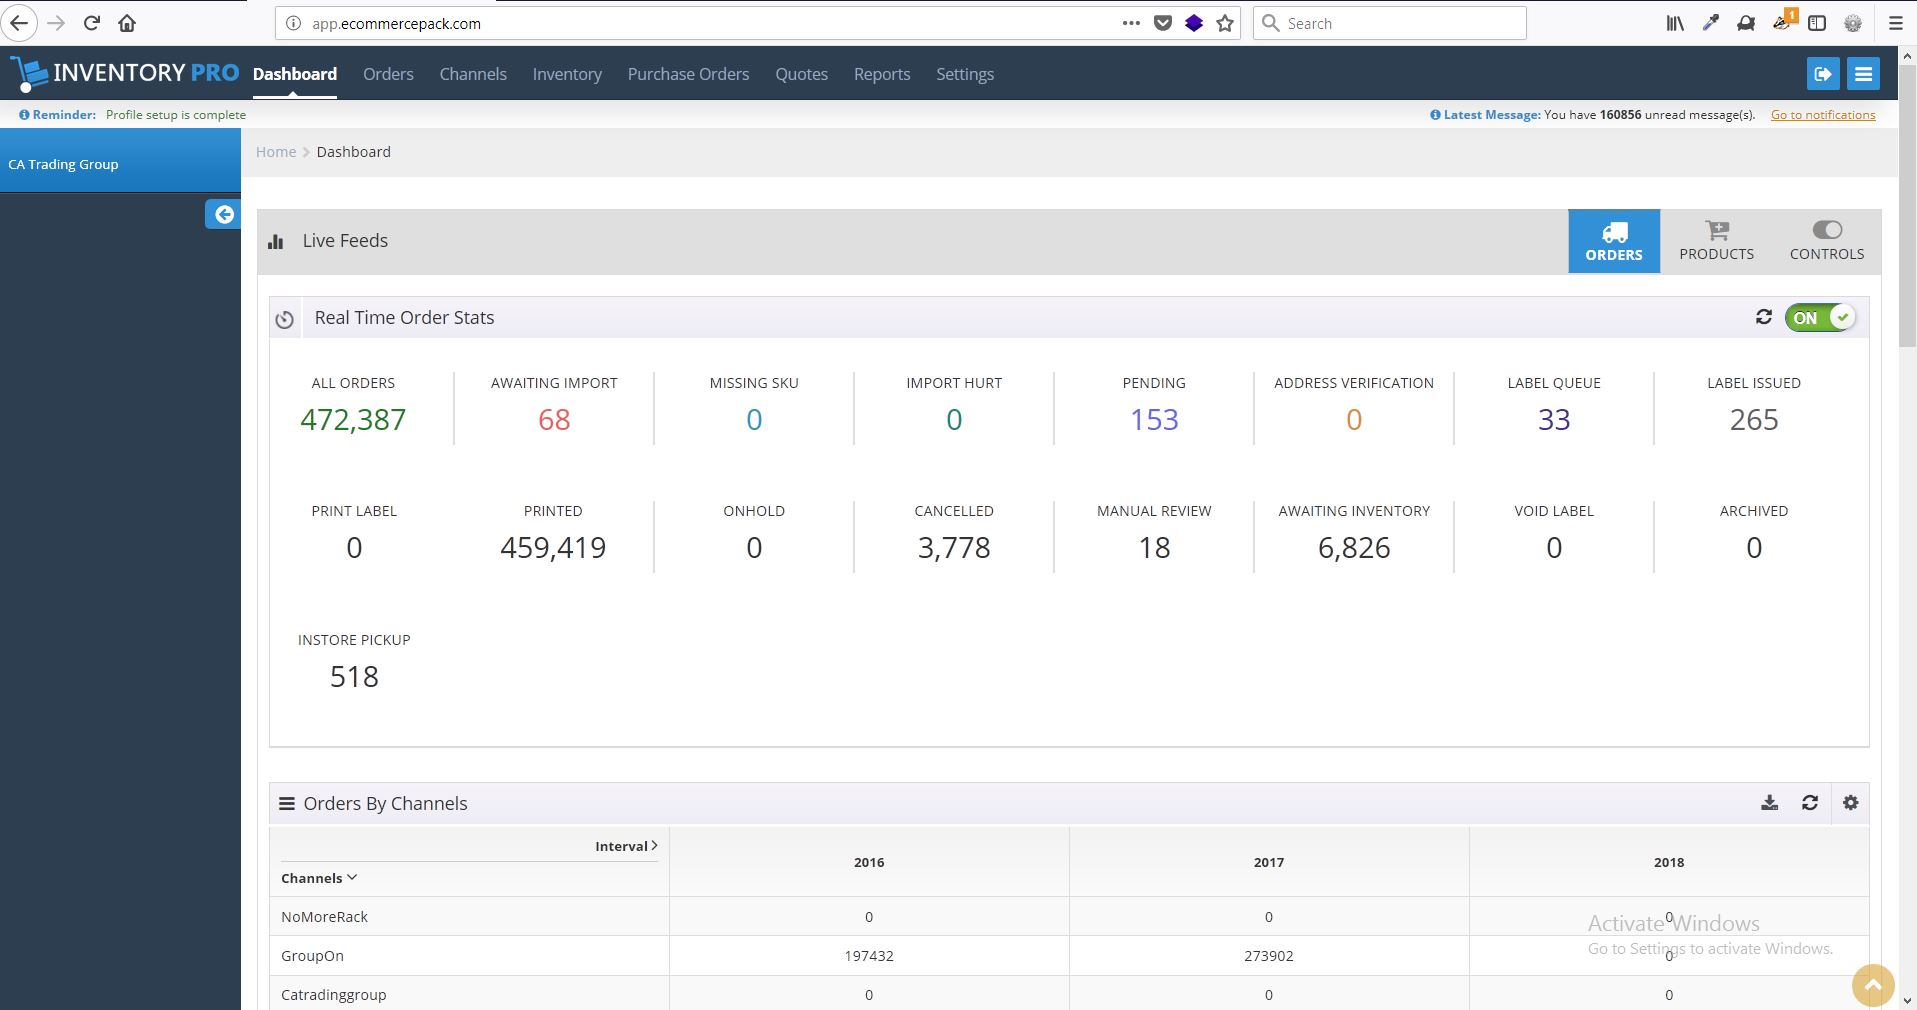 app.ecommercepack.com
Search
1
INVENTORY PRO
Dashboard Orders Channels Inventory Purchase Orders Quotes Reports Settings
Reminder: Profile setup is complete
Latest Message: You have 160856 unread message(s). Go to notifications
CA Trading Group
Home Dashboard
Live Feeds
ORDERS PRODUCTS CONTROLS
Real Time Order Stats
ON
ALL ORDERS AWAITING IMPORT MISSING SKU IMPORT HURT PENDING ADDRESS VERIFICATION LABEL QUEUE LABEL ISSUED
472,387 68 0 0 153 0 33 265
PRINT LABEL PRINTED ONHOLD CANCELLED MANUAL REVIEW AWAITING INVENTORY VOID LABEL ARCHIVED
0 459,419 0 3,778 18 6,826 0 0
INSTORE PICKUP
518
Orders By Channels
Interval
2016 2017 2018
Channels
NoMoreRack 0 0 0
GroupOn 197432 273902 0
Catradinggroup 0 0 0
Activate Windows
Go to Settings to activate Windows.